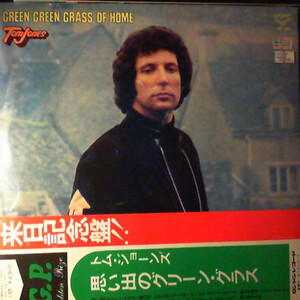 GREEN GREEN GRASS OF HOME
Tom Jones
来日記念盤!!
G.P.
トム・ジョーンズ
思い出のグリーン・グラス